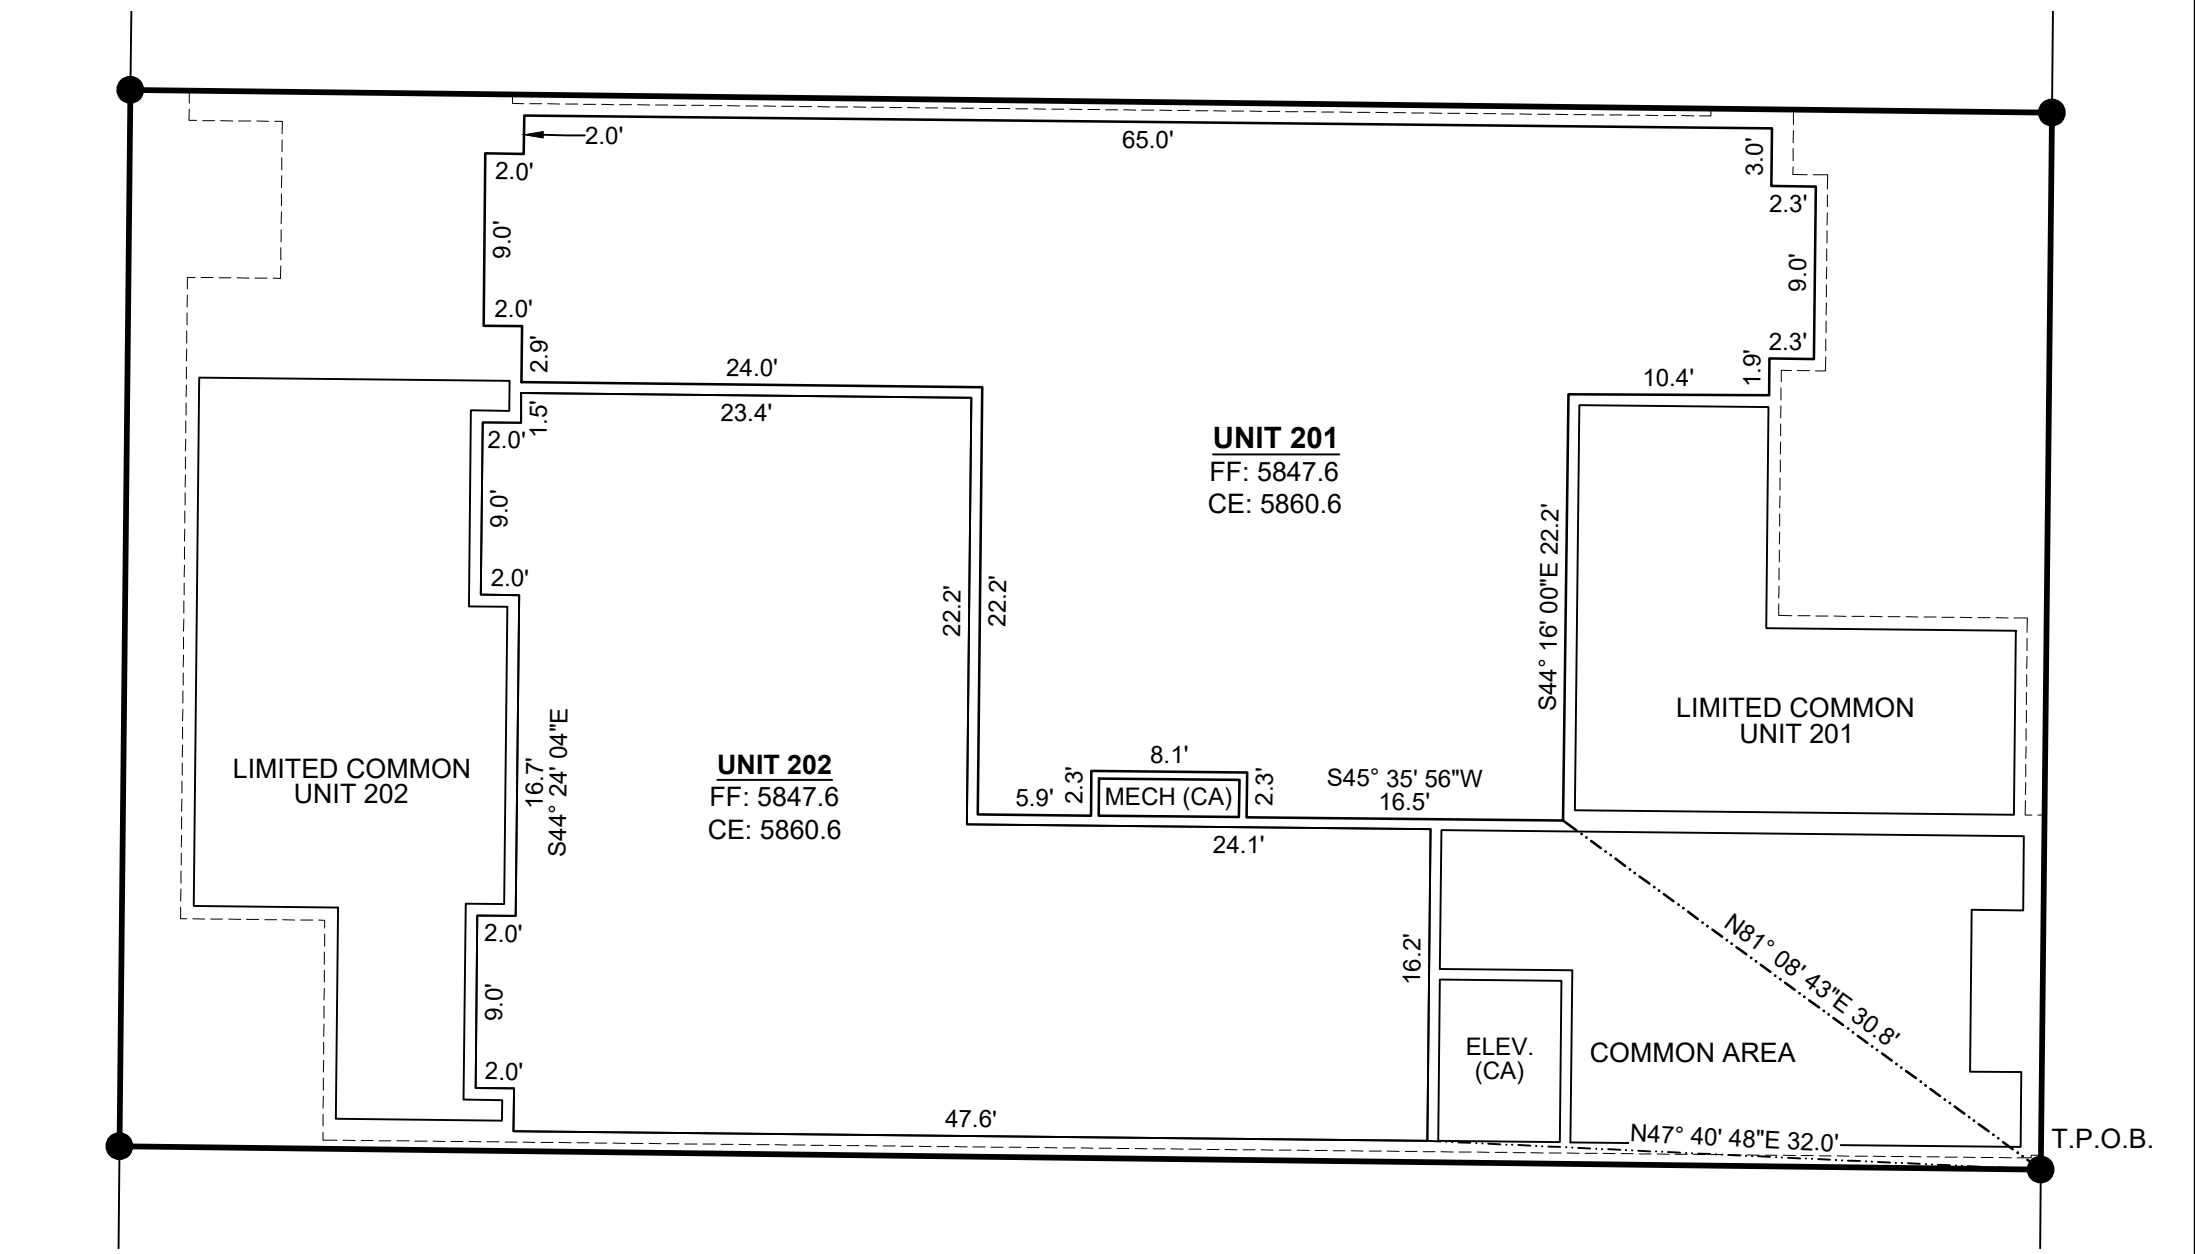 2.0'
65.0'
3.0'
2.0'
2.3'
9.0'
9.0'
2.0'
2.9'
2.3'
1.9'
24.0'
10.4'
23.4'
1.5'
2.0'
UNIT 201
FF: 5847.6
CE: 5860.6
9.0'
2.0'
22.2'
22.2'
S44° 16' 00"E 22.2'
LIMITED COMMON
UNIT 201
LIMITED COMMON
UNIT 202
16.7'
S44° 24' 04"E
UNIT 202
FF: 5847.6
CE: 5860.6
8.1'
5.9'
2.3'
MECH (CA)
2.3'
S45° 35' 56"W
16.5'
24.1'
2.0'
16.2'
N81° 08' 43"E 30.8'
9.0'
ELEV.
(CA)
COMMON AREA
2.0'
47.6'
N47° 40' 48"E 32.0'
T.P.O.B.